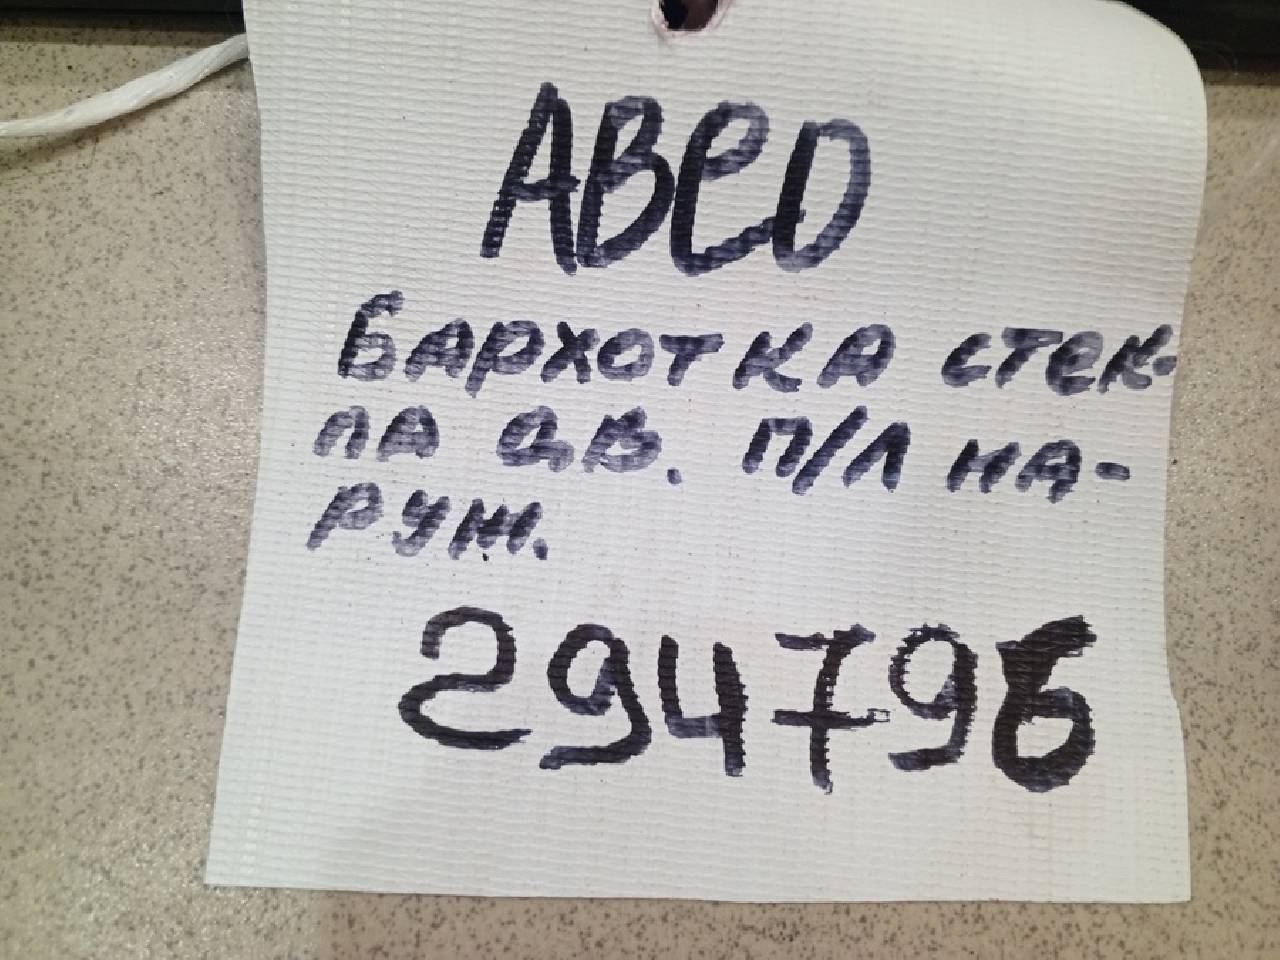 АВеО
Бархотка стек-
ла дв. п/л на-
руж.
294796